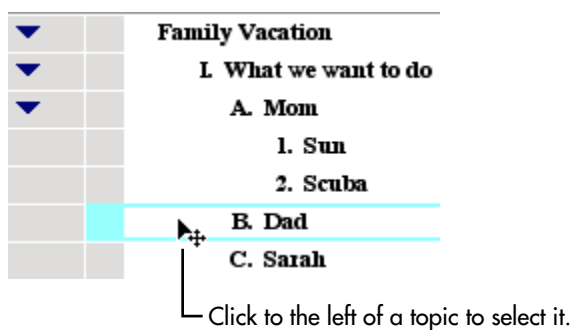 Family Vacation
I. What we want to do
A. Mom
1. Sun
2. Scuba
B. Dad
C. Sarah
Click to the left of a topic to select it.